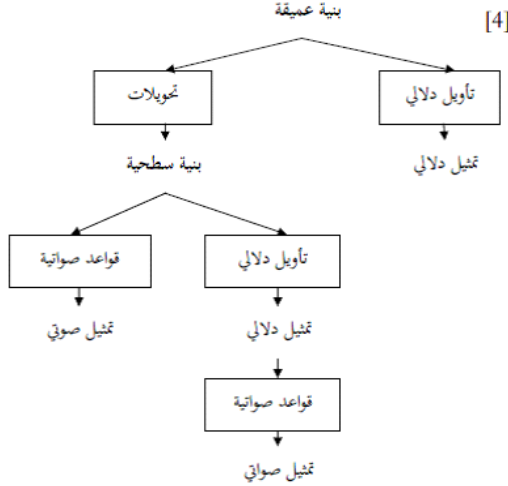 بنية عميقة
[4]
تأويل دلالي
تحويلات
تمثيل دلالي
بنية سطحية
تأويل دلالي
قواعد صواتية
تمثيل دلالي
تمثيل صوتي
قواعد صواتية
تمثيل صواتي